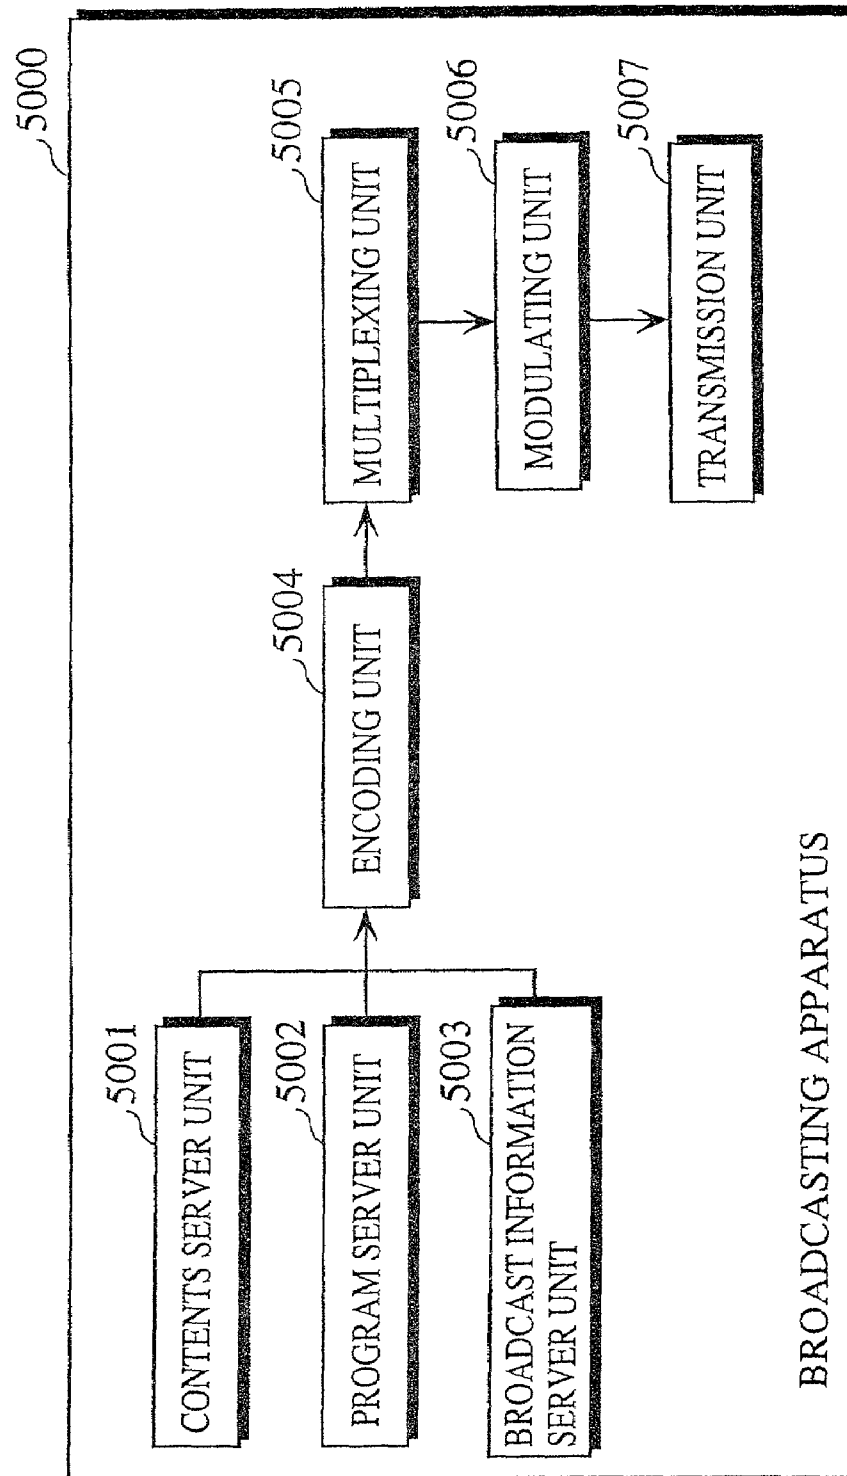 5000
5001
CONTENTS SERVER UNIT
5002
PROGRAM SERVER UNIT
5003
BROADCAST INFORMATION
SERVER UNIT
5004
ENCODING UNIT
5005
MULTIPLEXING UNIT
5006
MODULATING UNIT
5007
TRANSMISSION UNIT
BROADCASTING APPARATUS